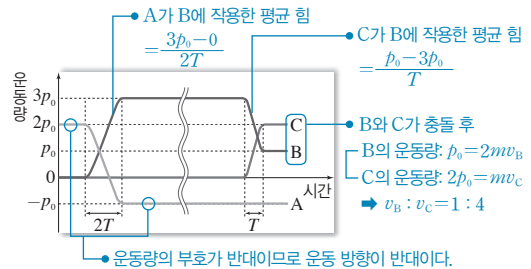 A가 B에 작용한 평균 힘
= 3p₀-0 / 2T
C가 B에 작용한 평균 힘
= p₀-3p₀ / T
운동량
3p₀
2p₀
p₀
0
-p₀
C
B
A
시간
2T
T
B와 C가 충돌 후
B의 운동량: p₀=2mv_B
C의 운동량: 2p₀=mv_C
➡ v_B : v_C=1 : 4
운동량의 부호가 반대이므로 운동 방향이 반대이다.